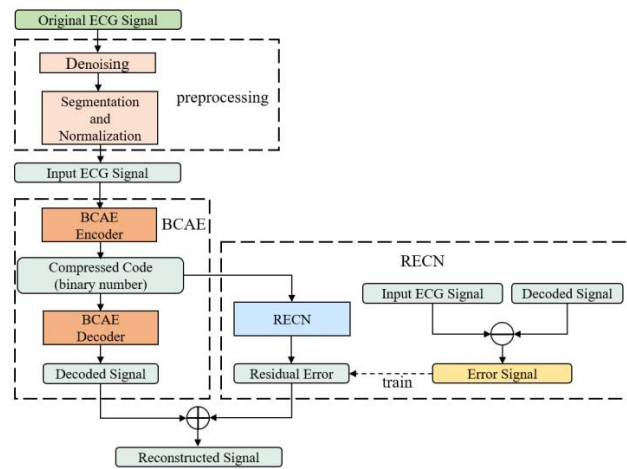 Original ECG Signal
Denoising
Segmentation
and
Normalization
preprocessing
Input ECG Signal
BCAE
Encoder
BCAE
Compressed Code
(binary number)
BCAE
Decoder
Decoded Signal
RECN
Input ECG Signal
Decoded Signal
RECN
Residual Error
train
Error Signal
Reconstructed Signal